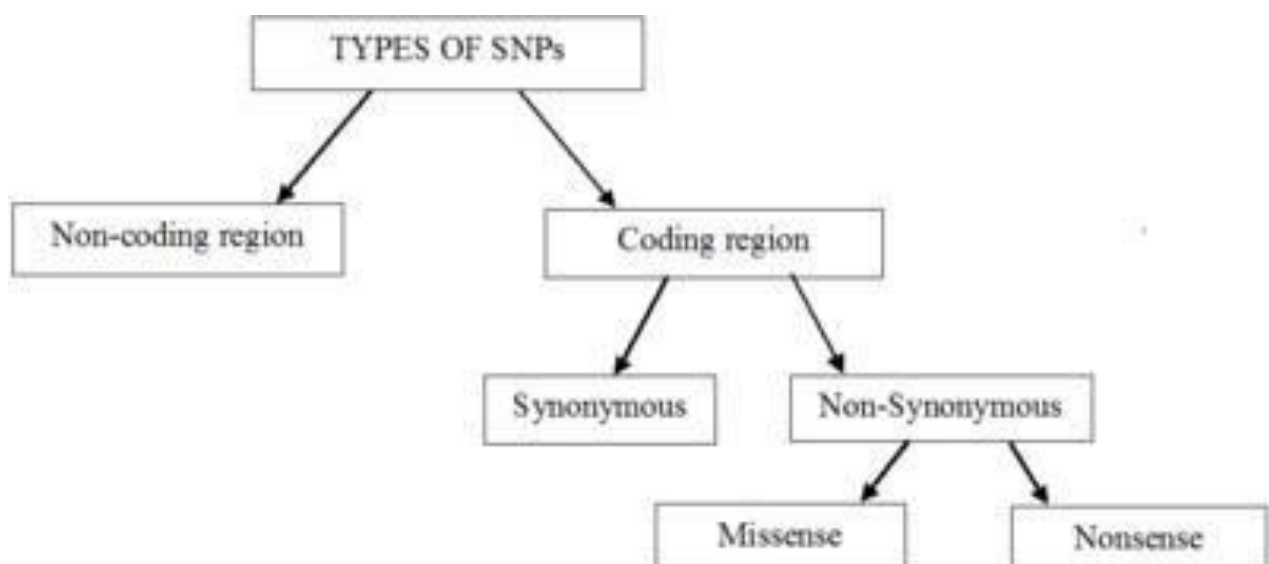 TYPES OF SNPs
Non-coding region
Coding region
Synonymous
Non-Synonymous
Missense
Nonsense